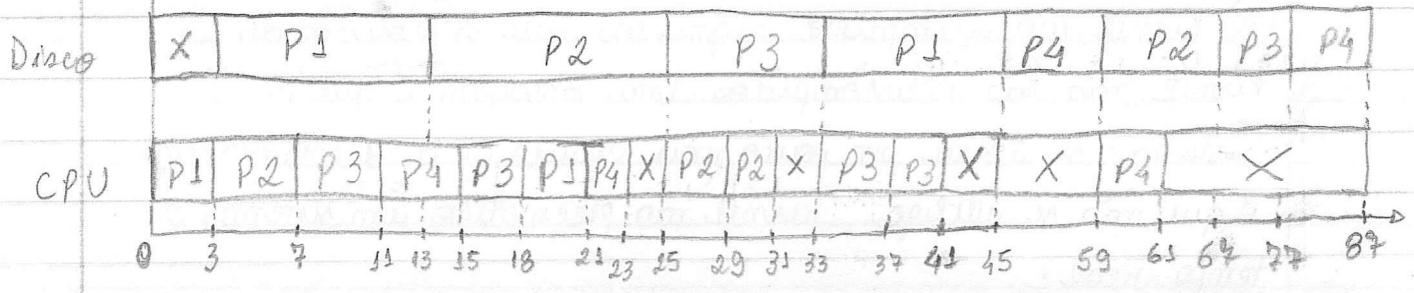 Disco X P1 P2 P3 P1 P4 P2 P3 P4
CPU P1 P2 P3 P4 P3 P1 P4 X P2 P2 X P3 P3 X X P4 X
0 3 7 11 13 15 18 21 23 25 29 31 33 37 41 45 59 61 67 77 87